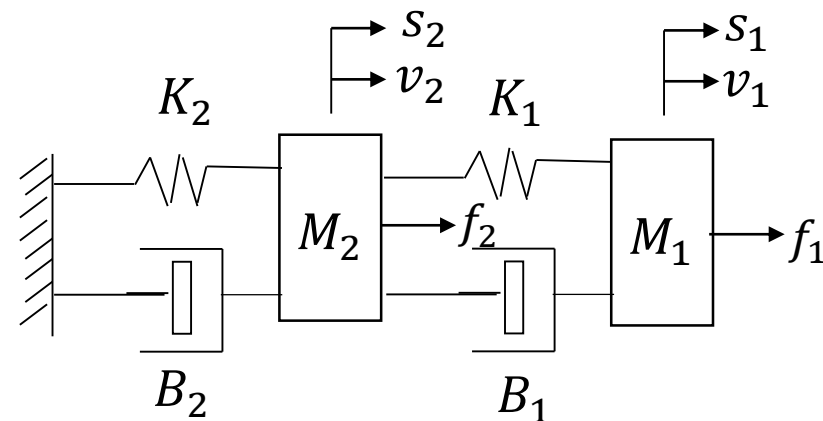 s₂
s₁
v₂
v₁
K₂
K₁
M₂
f₂
M₁
f₁
B₂
B₁